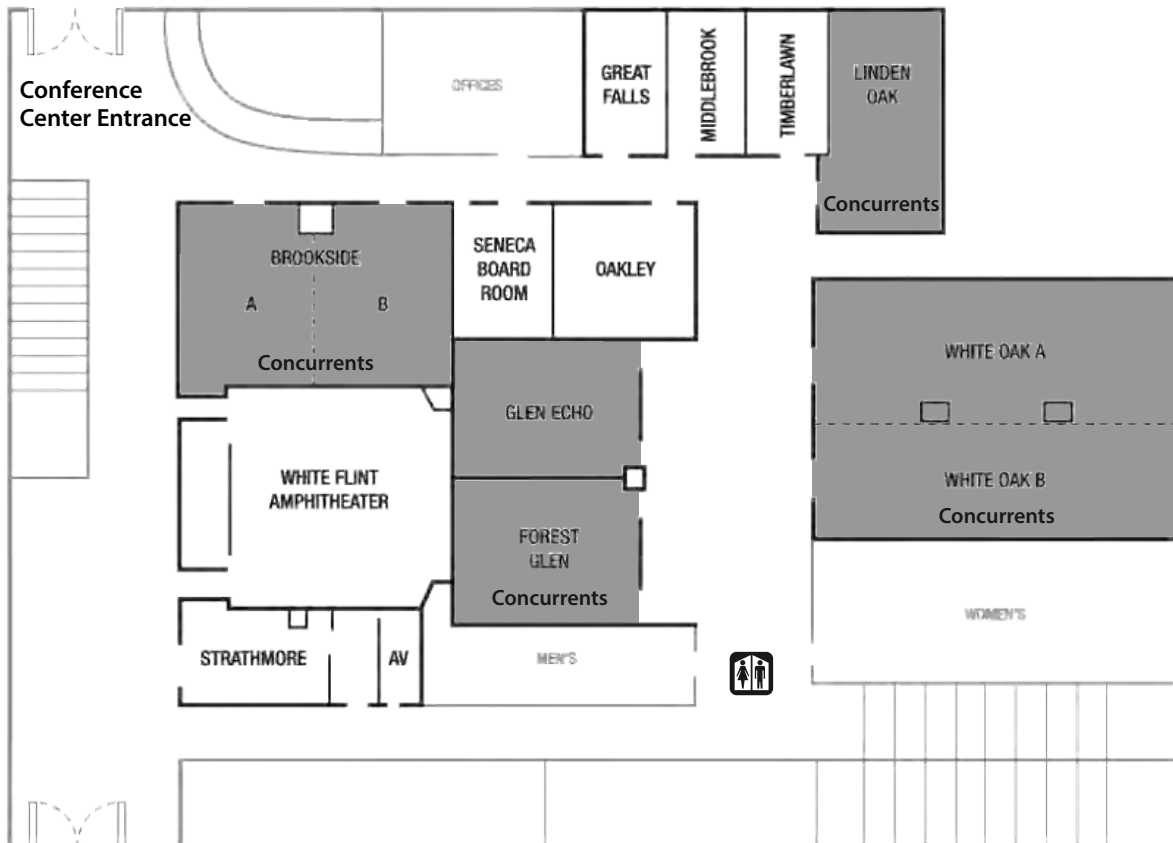 Conference
Center Entrance
OFFICES
GREAT
FALLS
MIDDLEBROOK
TIMBERLAWN
LINDEN
OAK
Concurrents
BROOKSIDE
A
B
Concurrents
SENECA
BOARD
ROOM
OAKLEY
GLEN ECHO
WHITE OAK A
WHITE FLINT
AMPHITHEATER
FOREST
GLEN
Concurrents
WHITE OAK B
Concurrents
STRATHMORE
AV
MEN'S
WOMEN'S